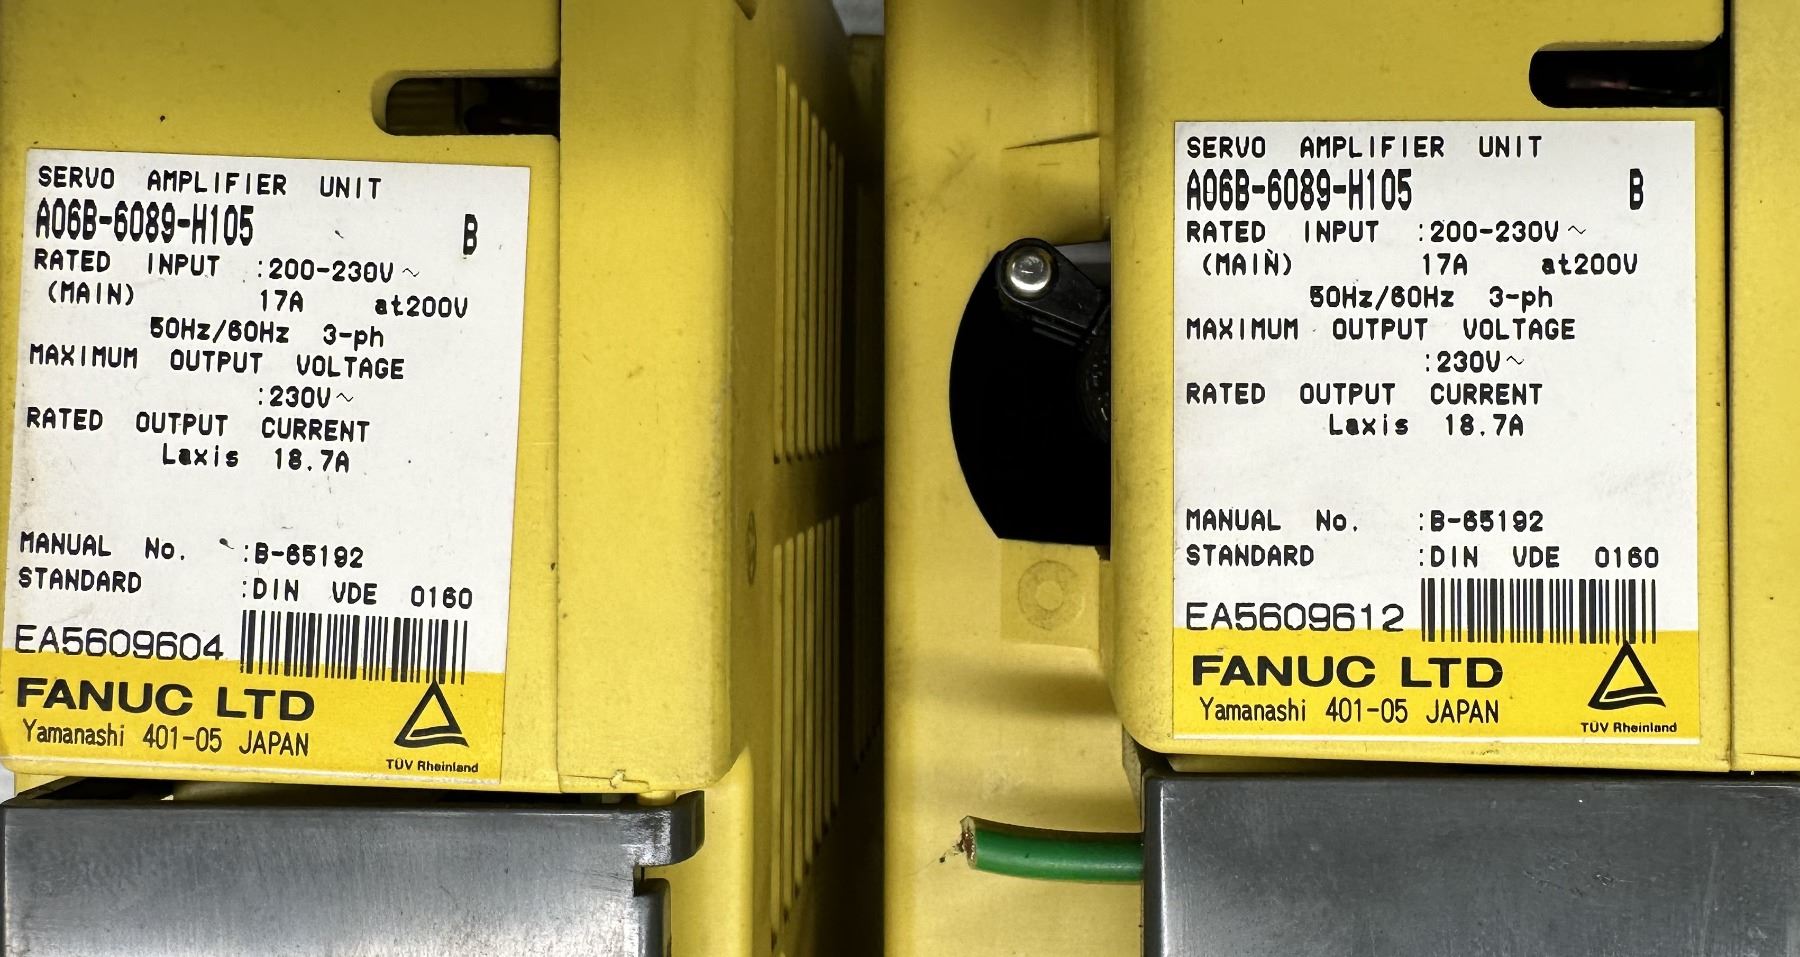 SERVO AMPLIFIER UNIT
A06B-6089-H105 B
RATED INPUT :200-230V~
(MAIN) 17A at200V
50Hz/60Hz 3-ph
MAXIMUM OUTPUT VOLTAGE
:230V~
RATED OUTPUT CURRENT
Laxis 18.7A
MANUAL No. :B-65192
STANDARD :DIN VDE 0160
EA5609604
FANUC LTD
Yamanashi 401-05 JAPAN
TÜV Rheinland
SERVO AMPLIFIER UNIT
A06B-6089-H105 B
RATED INPUT :200-230V~
(MAIN) 17A at200V
50Hz/60Hz 3-ph
MAXIMUM OUTPUT VOLTAGE
:230V~
RATED OUTPUT CURRENT
Laxis 18.7A
MANUAL No. :B-65192
STANDARD :DIN VDE 0160
EA5609612
FANUC LTD
Yamanashi 401-05 JAPAN
TÜV Rheinland